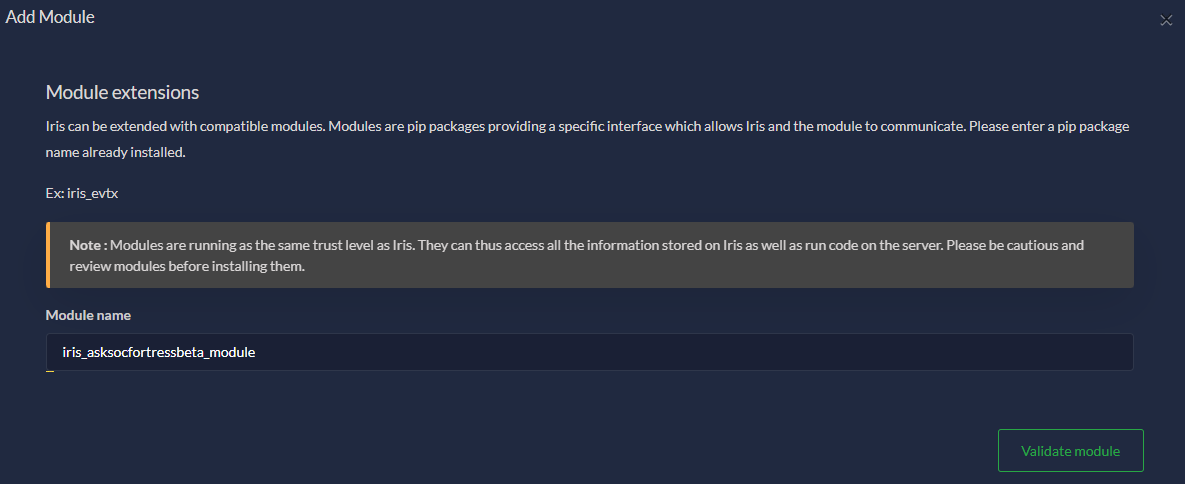 Add Module
Module extensions
Iris can be extended with compatible modules. Modules are pip packages providing a specific interface which allows Iris and the module to communicate. Please enter a pip package
name already installed.
Ex: iris_evtx
Note : Modules are running as the same trust level as Iris. They can thus access all the information stored on Iris as well as run code on the server. Please be cautious and
review modules before installing them.
Module name
iris_asksocfortressbeta_module
Validate module